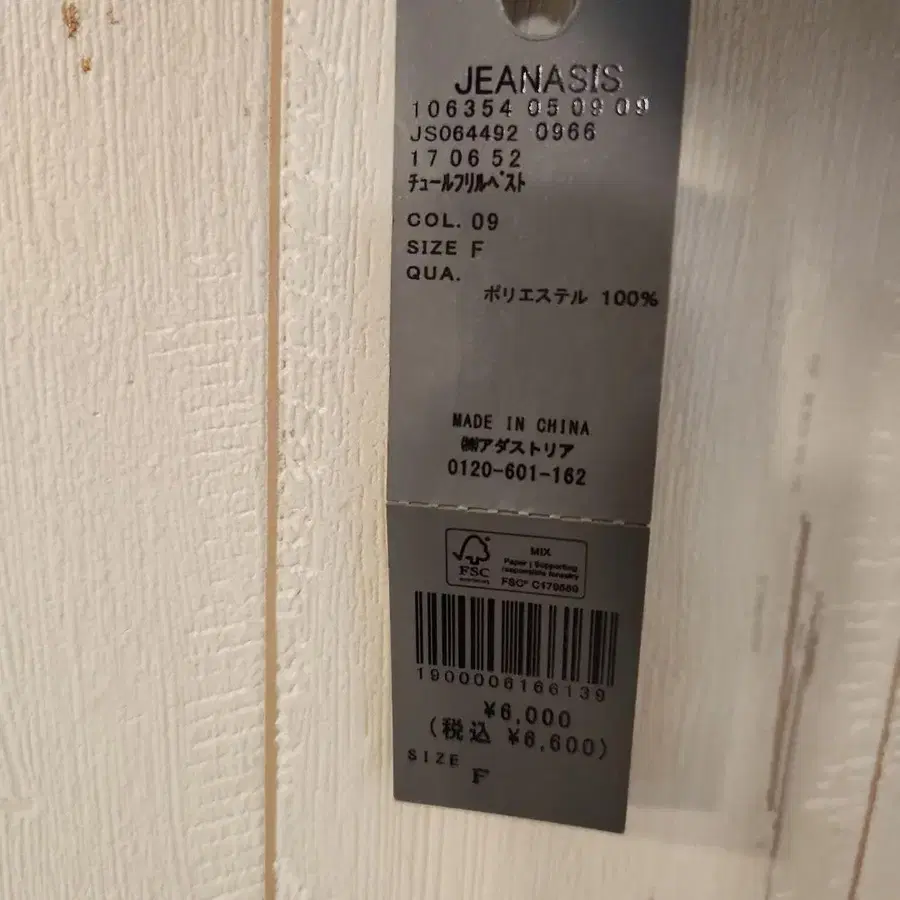 JEANASIS
106354 05 09 09
JS064492 0966
17 06 52
チュールフリルベスト
COL. 09
SIZE F
QUA.
ポリエステル 100%
MADE IN CHINA
㈱アダストリア
0120-601-162
FSC
MIX
Paper | Supporting
responsible forestry
FSC® C179559
1900006166139
¥6,000
(税込 ¥6,600)
SIZE F